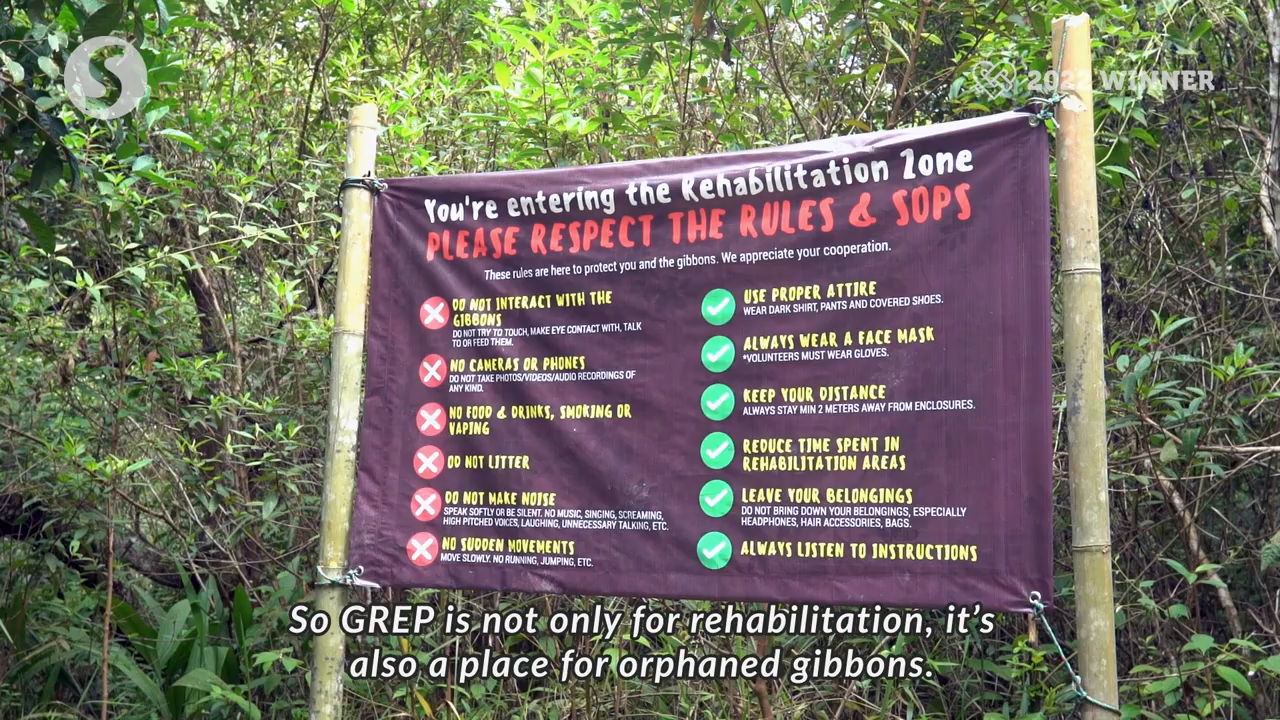 2022 WINNER
You're entering the Rehabilitation Zone
PLEASE RESPECT THE RULES & SOPS
These rules are here to protect you and the gibbons. We appreciate your cooperation.
DO NOT INTERACT WITH THE
GIBBONS
DO NOT TRY TO TOUCH, MAKE EYE CONTACT WITH, TALK
TO OR FEED THEM.
NO CAMERAS OR PHONES
DO NOT TAKE PHOTOS/VIDEOS/AUDIO RECORDINGS OF
ANY KIND.
NO FOOD & DRINKS, SMOKING OR
VAPING
DO NOT LITTER
DO NOT MAKE NOISE
SPEAK SOFTLY OR BE SILENT. NO MUSIC, SINGING, SCREAMING,
HIGH PITCHED VOICES, LAUGHING, UNNECESSARY TALKING, ETC.
NO SUDDEN MOVEMENTS
MOVE SLOWLY. NO RUNNING, JUMPING, ETC.
USE PROPER ATTIRE
WEAR DARK SHIRT, PANTS AND COVERED SHOES.
ALWAYS WEAR A FACE MASK
*VOLUNTEERS MUST WEAR GLOVES.
KEEP YOUR DISTANCE
ALWAYS STAY MIN 2 METERS AWAY FROM ENCLOSURES.
REDUCE TIME SPENT IN
REHABILITATION AREAS
LEAVE YOUR BELONGINGS
DO NOT BRING DOWN YOUR BELONGINGS, ESPECIALLY
HEADPHONES, HAIR ACCESSORIES, BAGS.
ALWAYS LISTEN TO INSTRUCTIONS
So GREP is not only for rehabilitation, it's
also a place for orphaned gibbons.